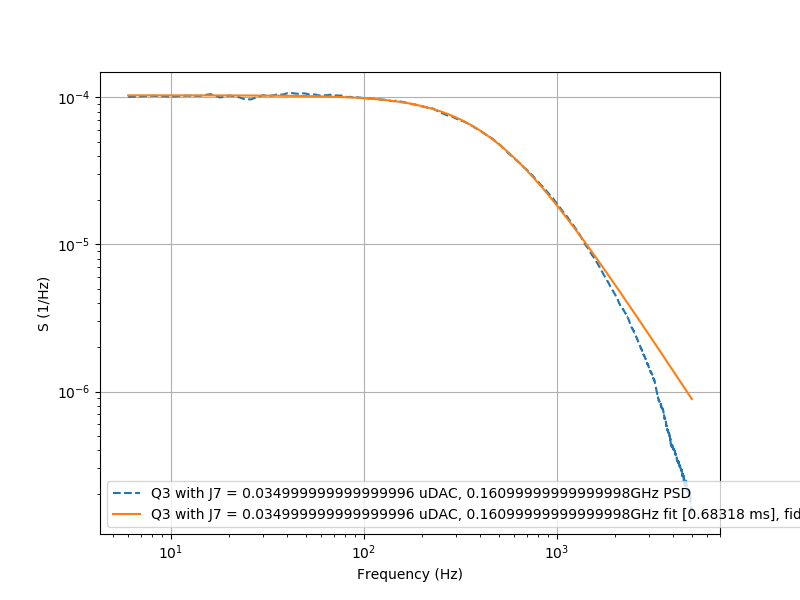 10⁻⁴
10⁻⁵
10⁻⁶
S (1/Hz)
Q3 with J7 = 0.034999999999999996 uDAC, 0.16099999999999998GHz PSD
Q3 with J7 = 0.034999999999999996 uDAC, 0.16099999999999998GHz fit [0.68318 ms], fid
10¹ 10² 10³
Frequency (Hz)